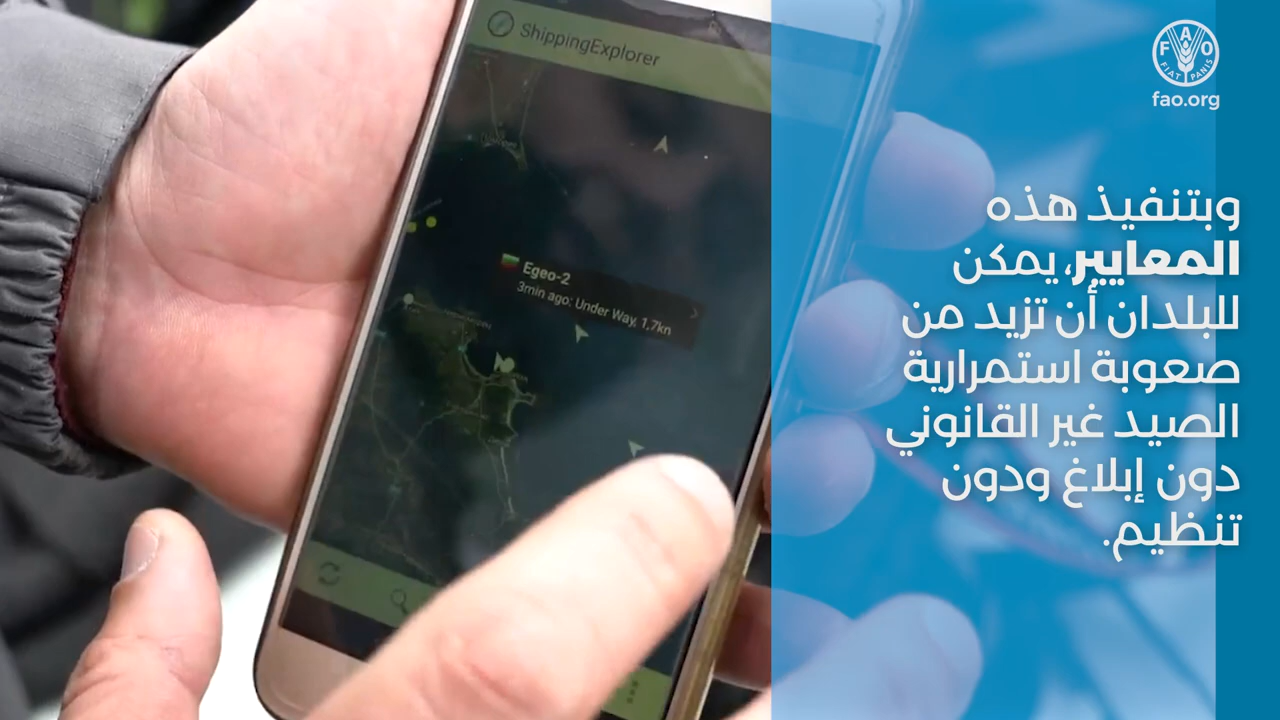 ShippingExplorer
Egeo-2
3min ago: Under Way, 1,7kn
F A O
FIAT PANIS
fao.org
وبتنفيذ هذه
المعايير، يمكن
للبلدان أن تزيد من
صعوبة استمرارية
الصيد غير القانوني
دون إبلاغ ودون
تنظيم.